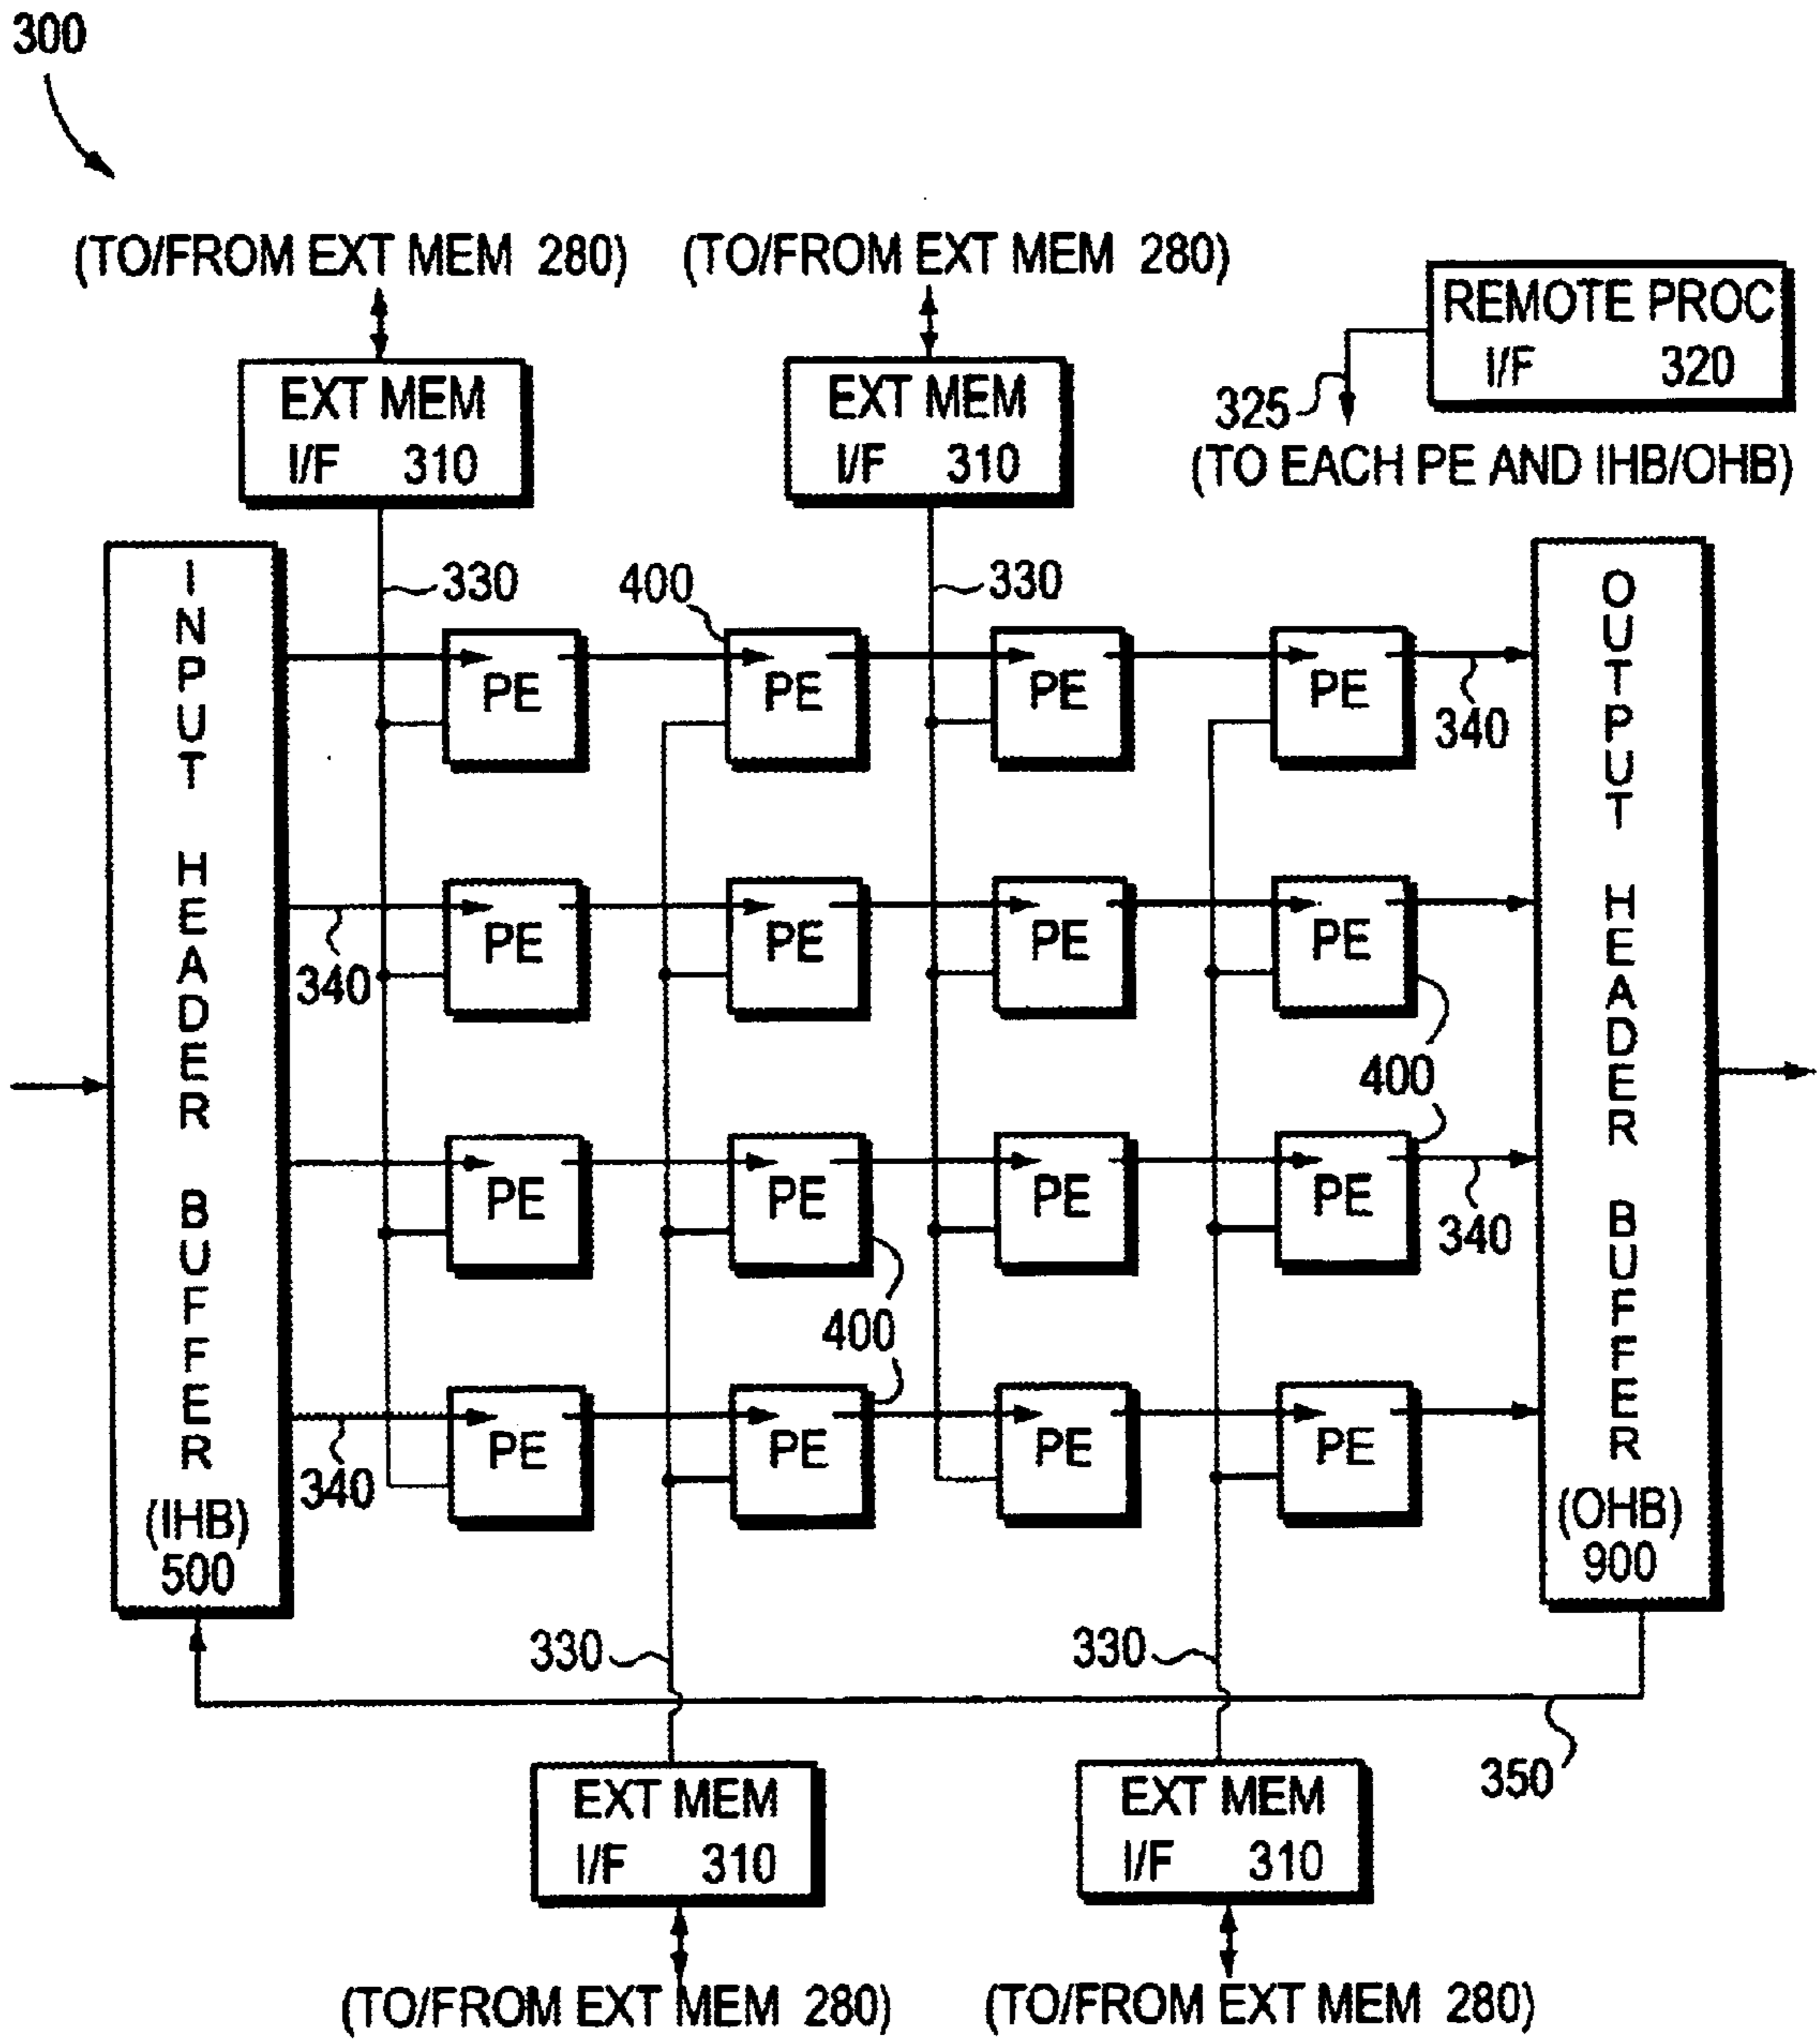 300
(TO/FROM EXT MEM 280)
(TO/FROM EXT MEM 280)
REMOTE PROC
I/F 320
325
(TO EACH PE AND IHB/OHB)
EXT MEM
I/F 310
EXT MEM
I/F 310
330
400
330
INPUT HEADER BUFFER
(IHB)
500
PE
PE
PE
PE
340
PE
PE
PE
PE
340
400
PE
PE
PE
PE
340
400
PE
PE
PE
PE
340
OUTPUT HEADER BUFFER
(OHB)
900
330
330
350
EXT MEM
I/F 310
EXT MEM
I/F 310
(TO/FROM EXT MEM 280)
(TO/FROM EXT MEM 280)